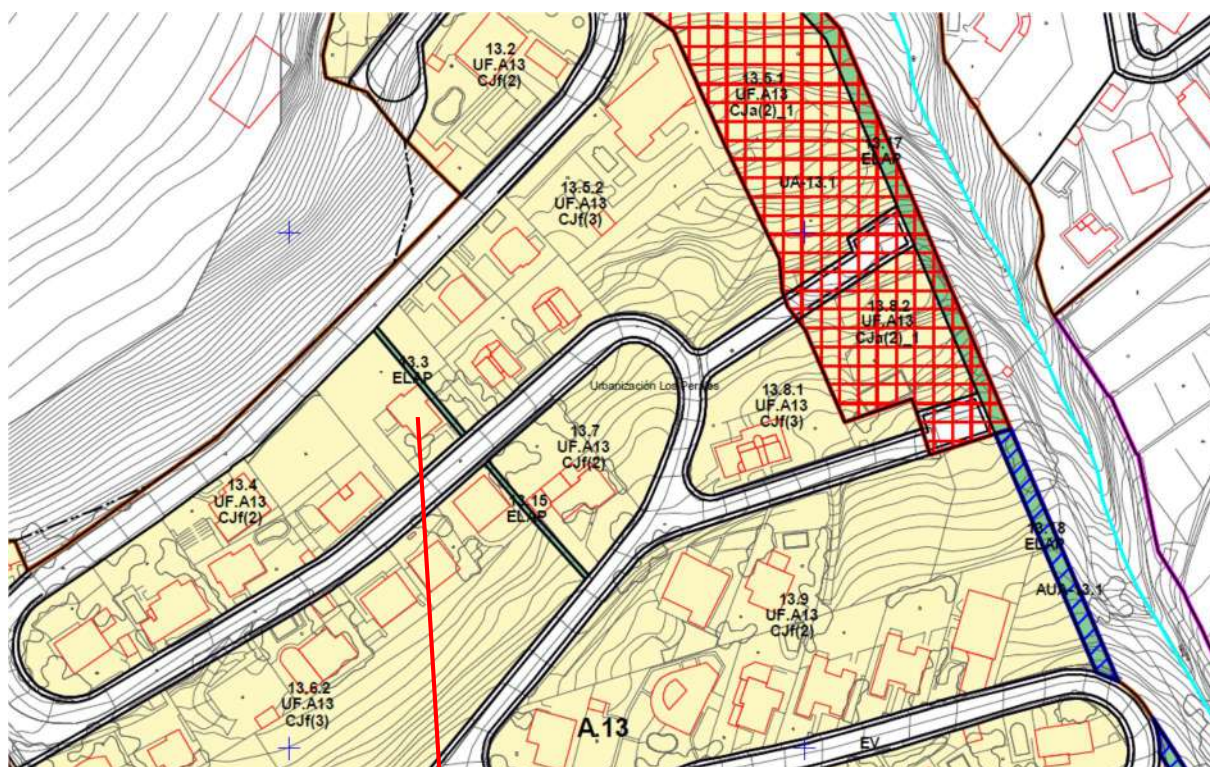 13.2
UF.A13
CJf(2)
13.5.1
UF.A13
CJa(2)_1
13.17
ELAP
UA-13.1
13.5.2
UF.A13
CJf(3)
13.8.2
UF.A13
CJa(2)_1
13.3
ELAP
Urbanización Los
13.8.1
UF.A13
CJf(3)
13.7
UF.A13
CJf(2)
13.4
UF.A13
CJf(2)
13.15
ELAP
13.18
ELAP
13.9
UF.A13
CJf(2)
13.6.2
UF.A13
CJf(3)
A.13
EV